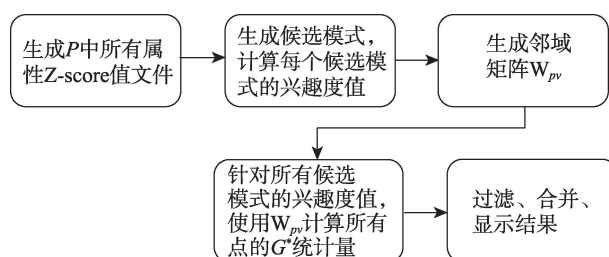 生成P中所有属
性Z-score值文件
生成候选模式,
计算每个候选模
式的兴趣度值
生成邻域
矩阵Wpv
针对所有候选
模式的兴趣度值,
使用Wpv计算所有
点的G*统计量
过滤、合并、
显示结果